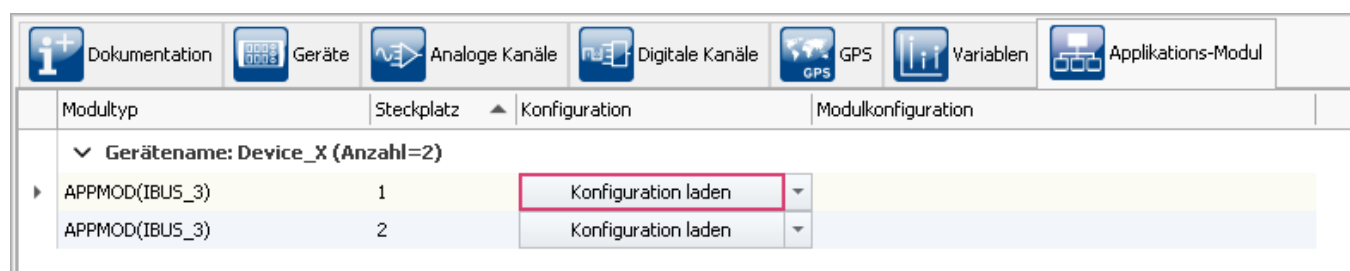 Dokumentation Geräte Analoge Kanäle Digitale Kanäle GPS GPS Variablen Applikations-Modul
Modultyp Steckplatz Konfiguration Modulkonfiguration
Gerätename: Device_X (Anzahl=2)
APPMOD(IBUS_3) 1 Konfiguration laden
APPMOD(IBUS_3) 2 Konfiguration laden